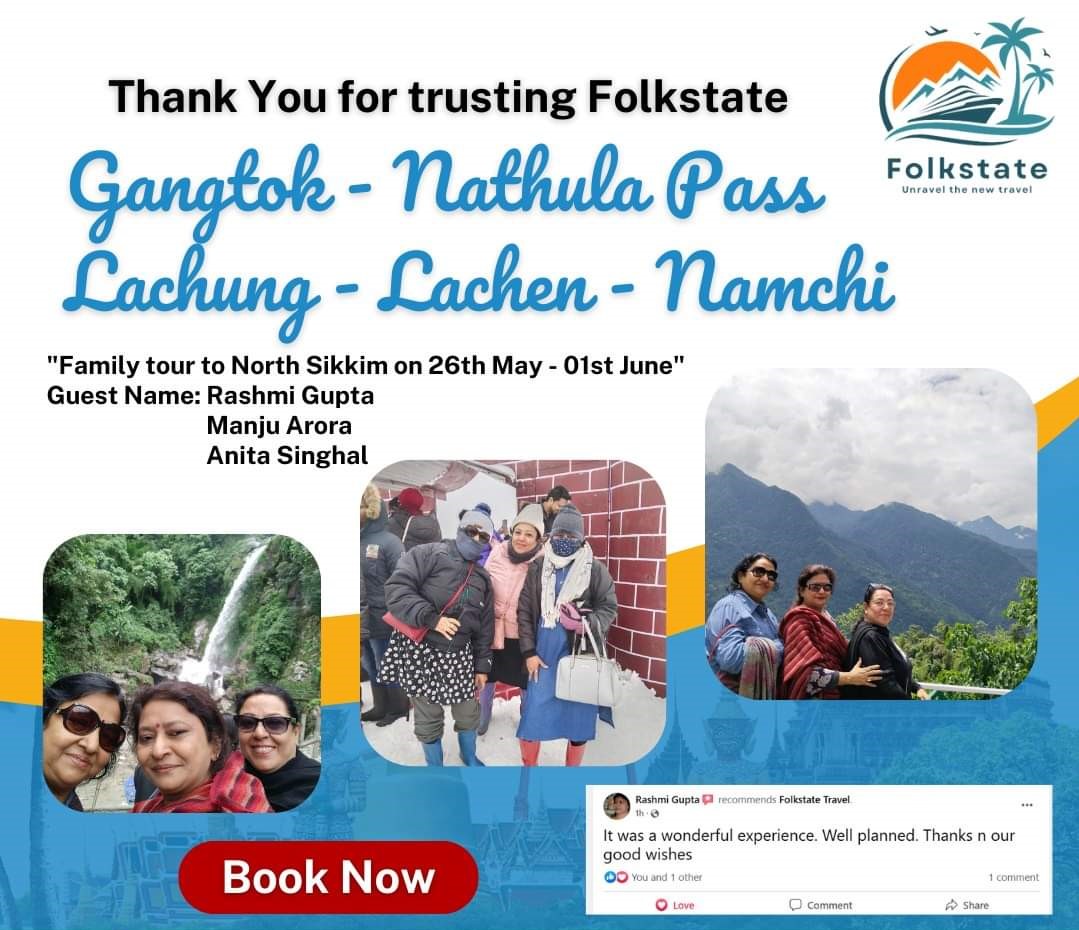 Thank You for trusting Folkstate
Folkstate
Unravel the new travel
Gangtok - Nathula Pass
Lachung - Lachen - Namchi
"Family tour to North Sikkim on 26th May - 01st June"
Guest Name: Rashmi Gupta
Manju Arora
Anita Singhal
Rashmi Gupta recommends Folkstate Travel.
1h ·
It was a wonderful experience. Well planned. Thanks n our
good wishes
You and 1 other 1 comment
Love Comment Share
Book Now